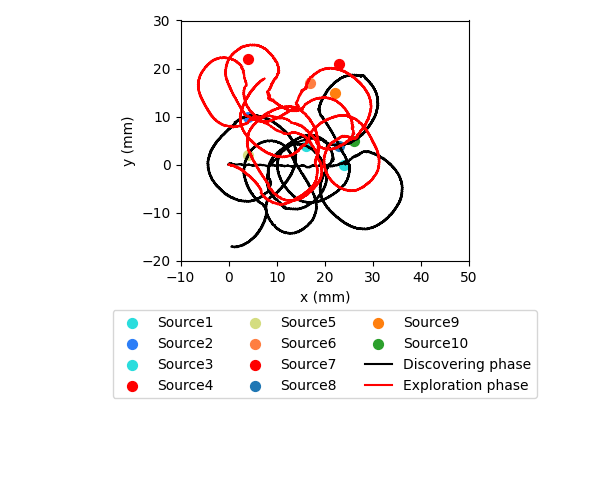 30
20
10
0
−10
−20
y (mm)
−10 0 10 20 30 40 50
x (mm)
Source1 Source5 Source9
Source2 Source6 Source10
Source3 Source7 Discovering phase
Source4 Source8 Exploration phase